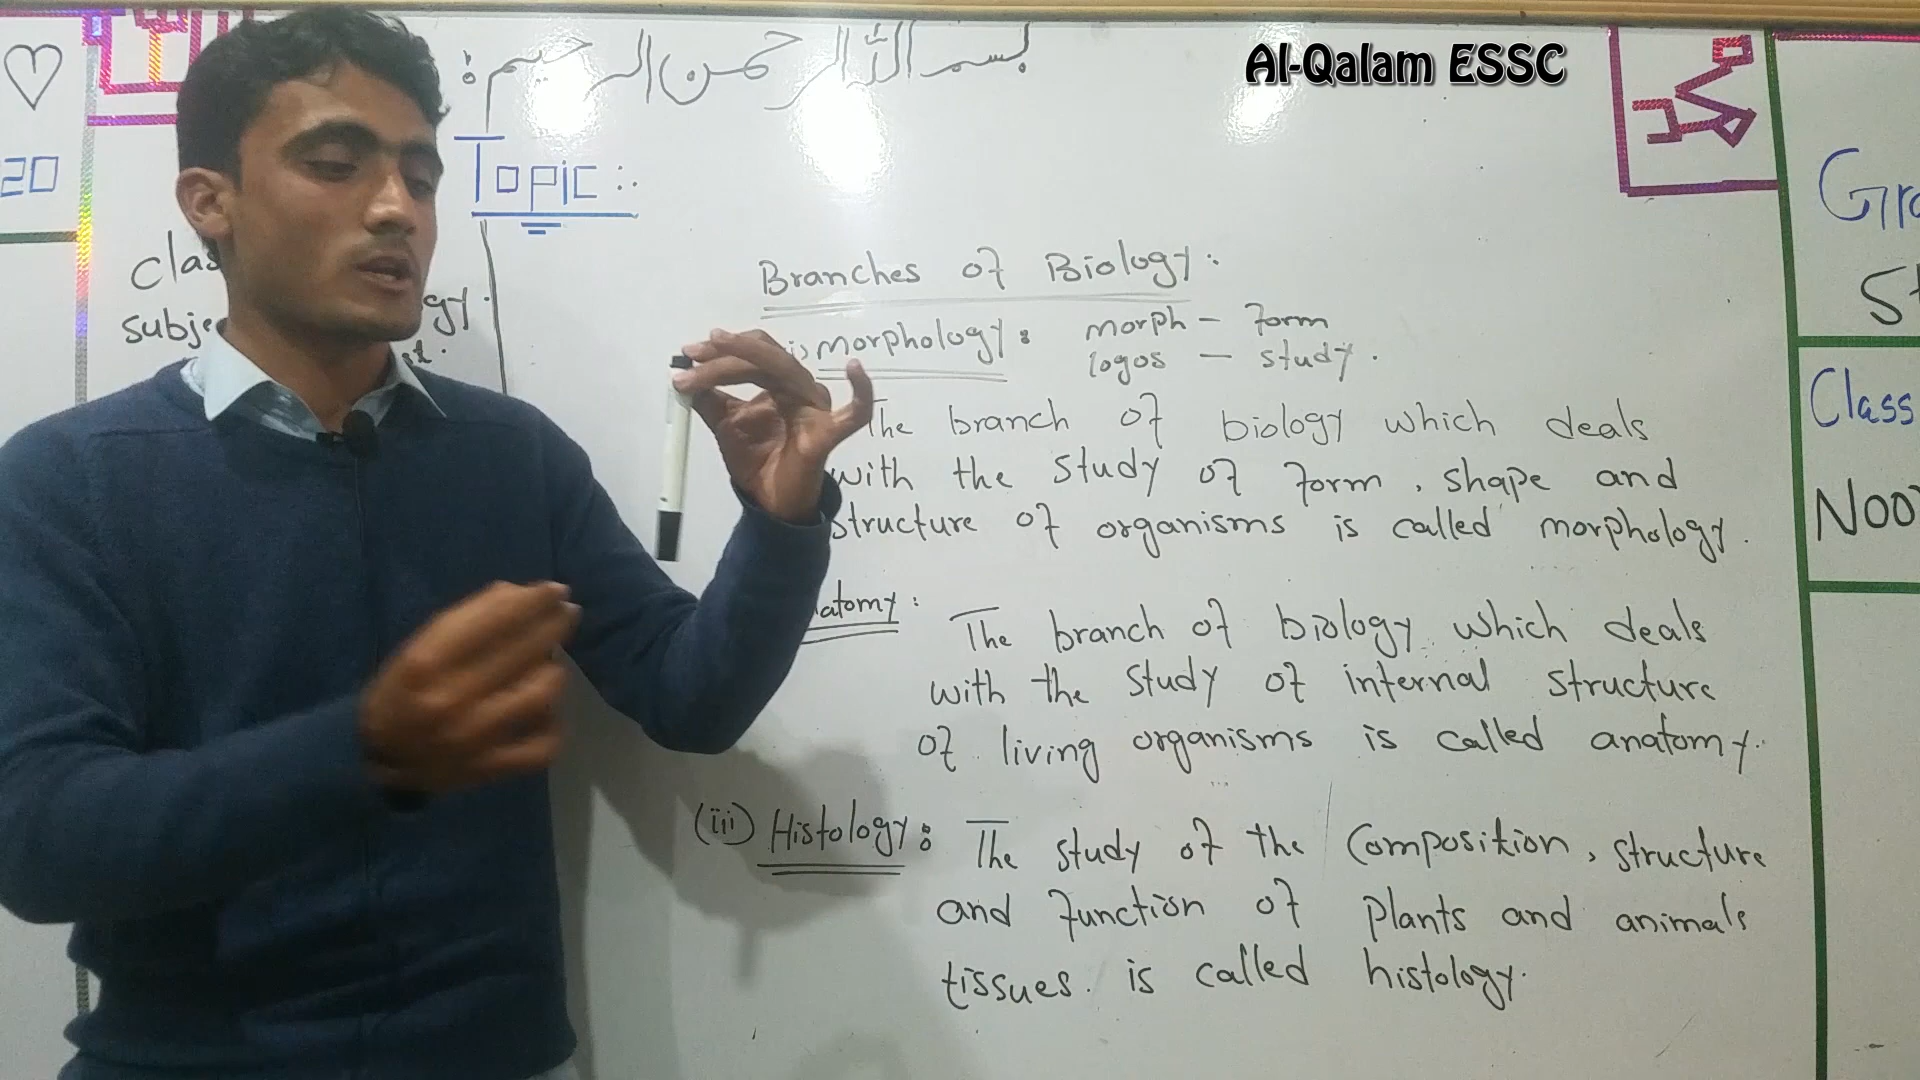 بسم اللہ الرحمن الرحیم
Al-Qalam ESSC
20
Topic:
Class
Branches of Biology:
morphology: morph - form
logos - study.
The branch of biology which deals
with the study of form, shape and
structure of organisms is called morphology.
atomy: The branch of biology which deals
with the study of internal structure
of living organisms is called anatomy.
(iii) Histology: The study of the Composition, structure
and function of plants and animals
tissues. is called histology.